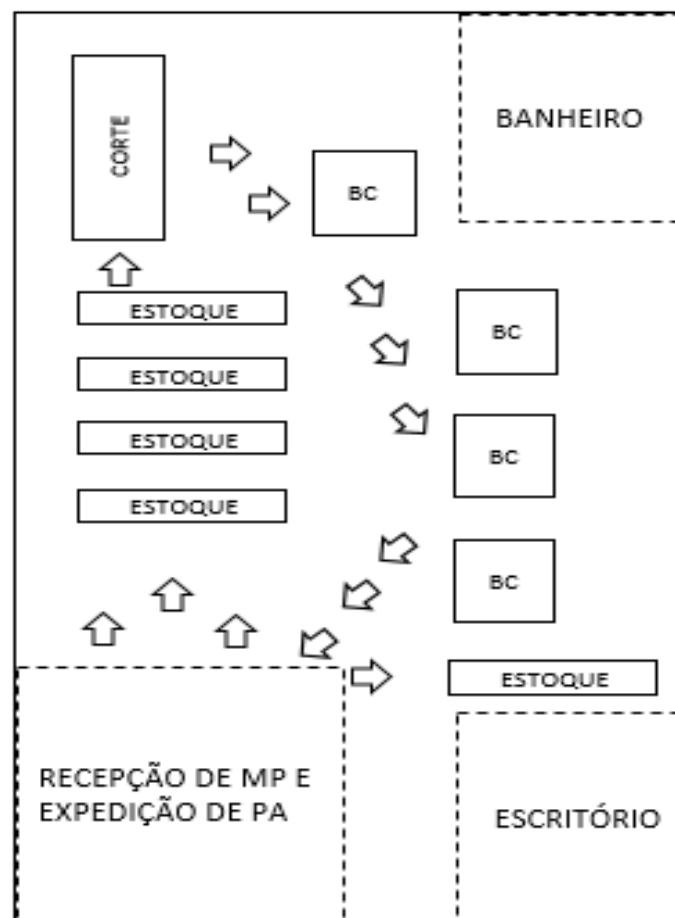 CORTE
BANHEIRO
BC
ESTOQUE
BC
ESTOQUE
ESTOQUE
BC
ESTOQUE
BC
ESTOQUE
RECEPÇÃO DE MP E
EXPEDIÇÃO DE PA
ESCRITÓRIO